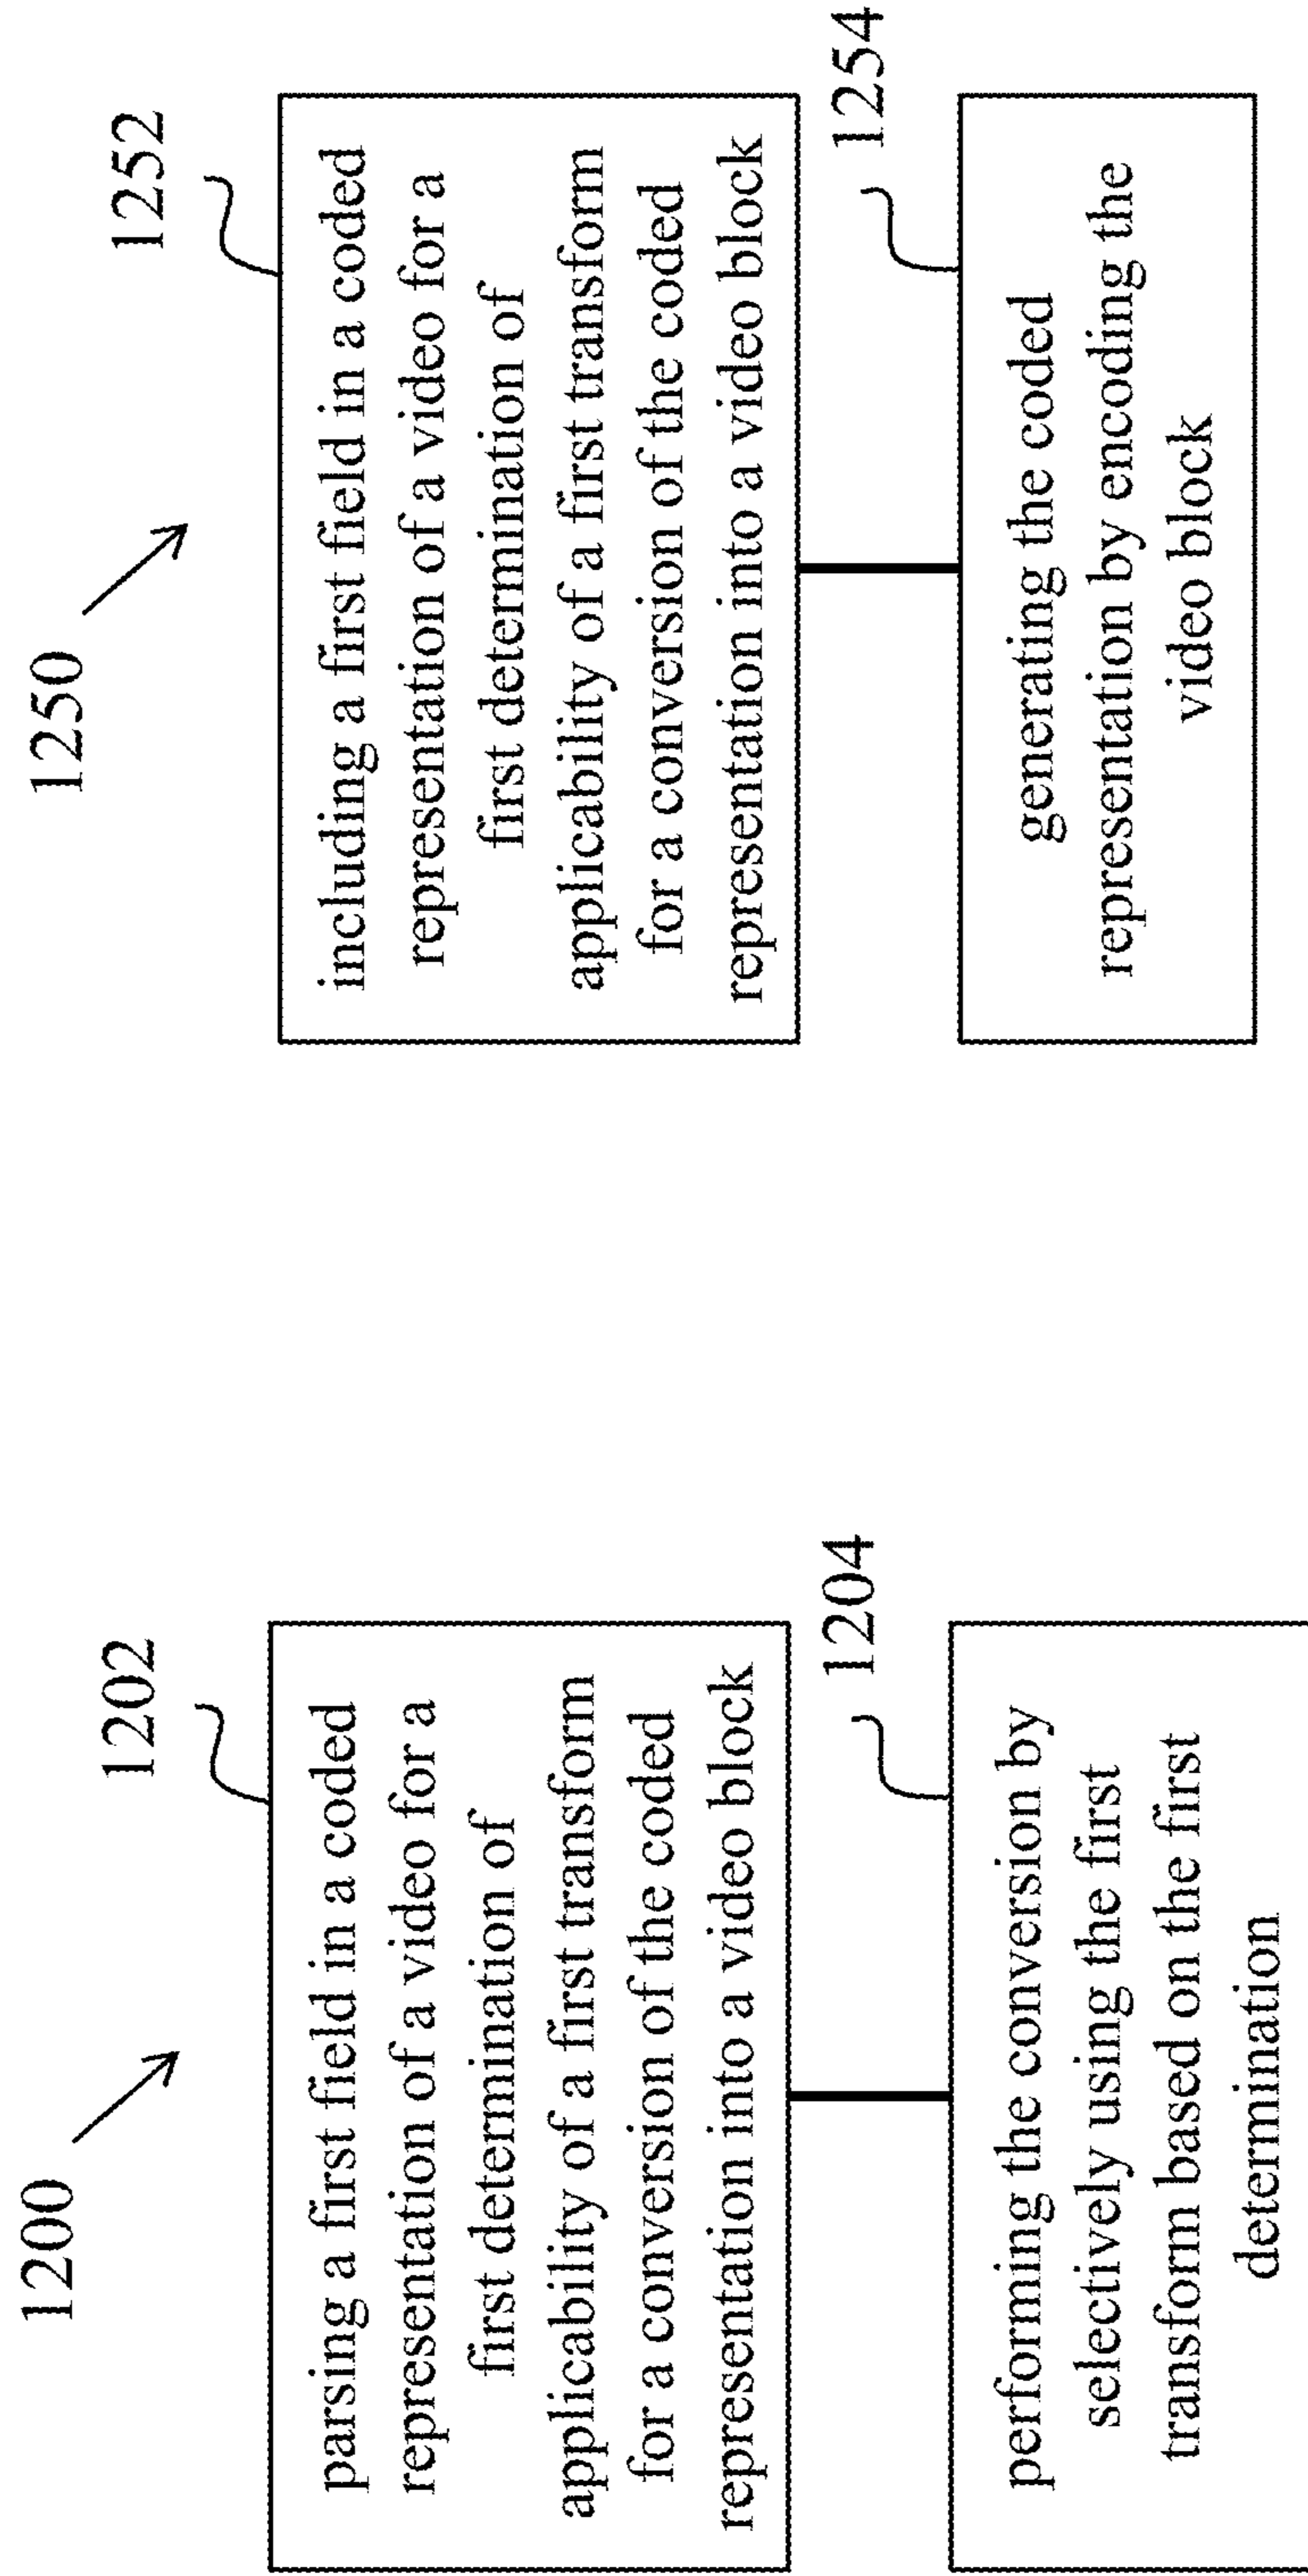 1200
1202
parsing a first field in a coded
representation of a video for a
first determination of
applicability of a first transform
for a conversion of the coded
representation into a video block
1204
performing the conversion by
selectively using the first
transform based on the first
determination
1250
1252
including a first field in a coded
representation of a video for a
first determination of
applicability of a first transform
for a conversion of the coded
representation into a video block
1254
generating the coded
representation by encoding the
video block